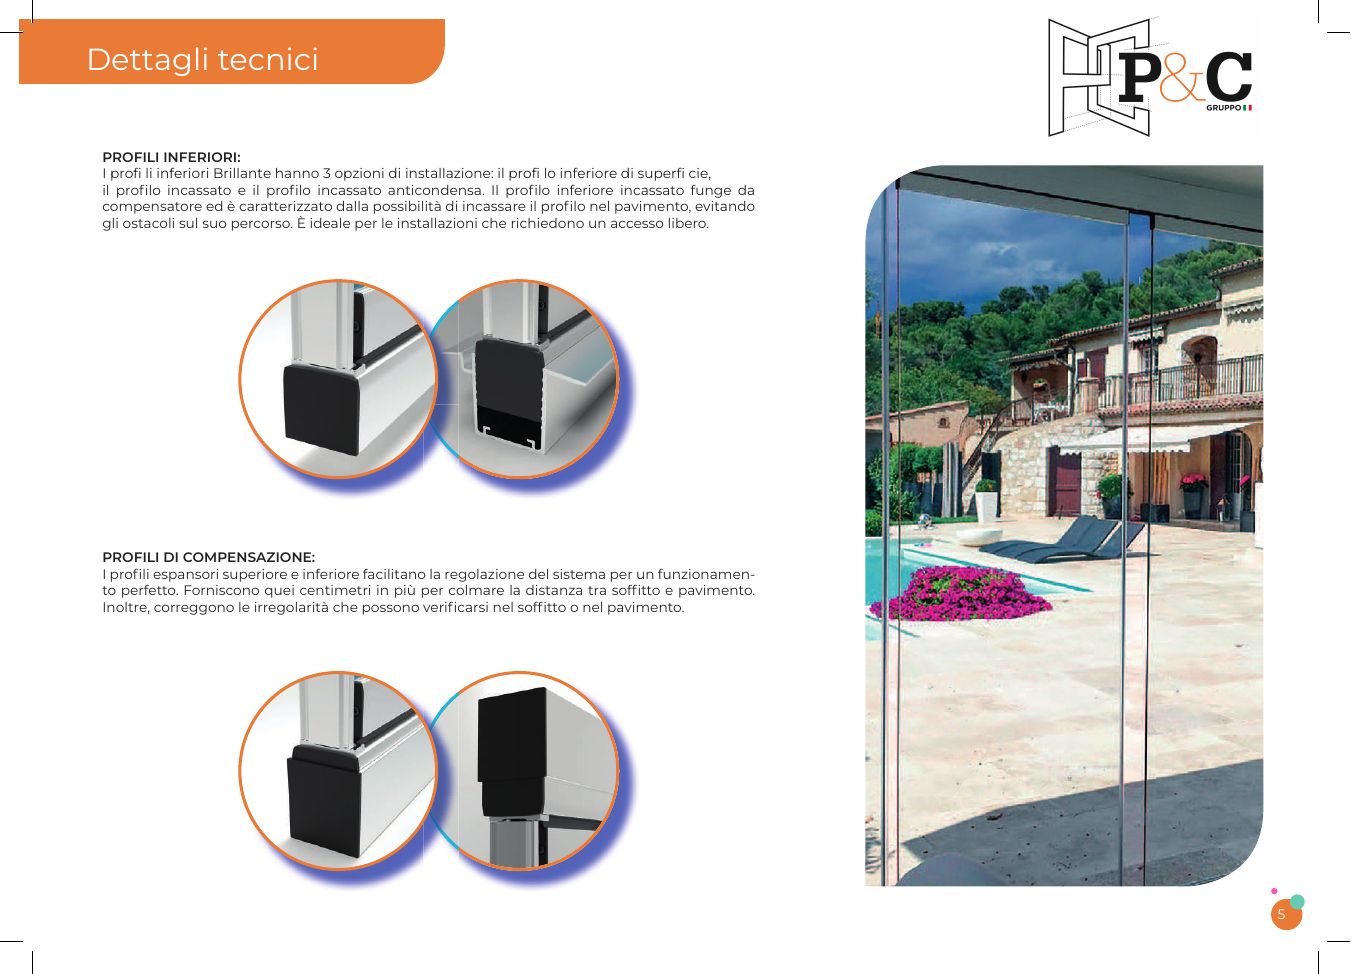 Dettagli tecnici
P&C
GRUPPO
PROFILI INFERIORI:
I profi li inferiori Brillante hanno 3 opzioni di installazione: il profi lo inferiore di superfi cie,
il profilo incassato e il profilo incassato anticondensa. Il profilo inferiore incassato funge da
compensatore ed è caratterizzato dalla possibilità di incassare il profilo nel pavimento, evitando
gli ostacoli sul suo percorso. È ideale per le installazioni che richiedono un accesso libero.
PROFILI DI COMPENSAZIONE:
I profili espansori superiore e inferiore facilitano la regolazione del sistema per un funzionamen-
to perfetto. Forniscono quei centimetri in più per colmare la distanza tra soffitto e pavimento.
Inoltre, correggono le irregolarità che possono verificarsi nel soffitto o nel pavimento.
5